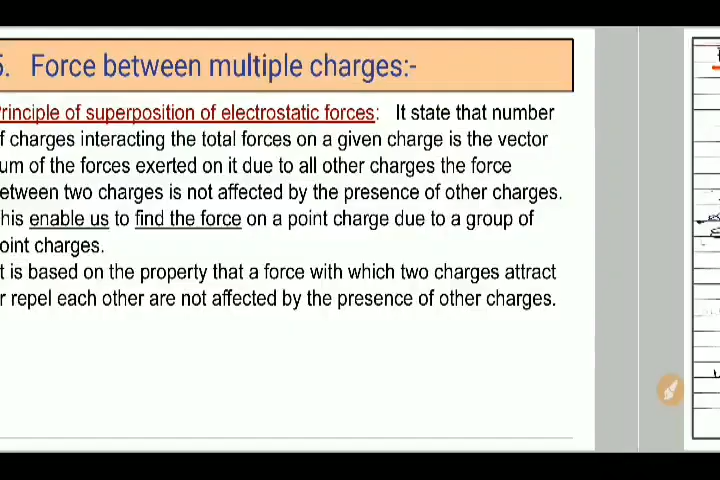 5. Force between multiple charges:-
Principle of superposition of electrostatic forces: It state that number
f charges interacting the total forces on a given charge is the vector
um of the forces exerted on it due to all other charges the force
etween two charges is not affected by the presence of other charges.
his enable us to find the force on a point charge due to a group of
oint charges.
t is based on the property that a force with which two charges attract
r repel each other are not affected by the presence of other charges.